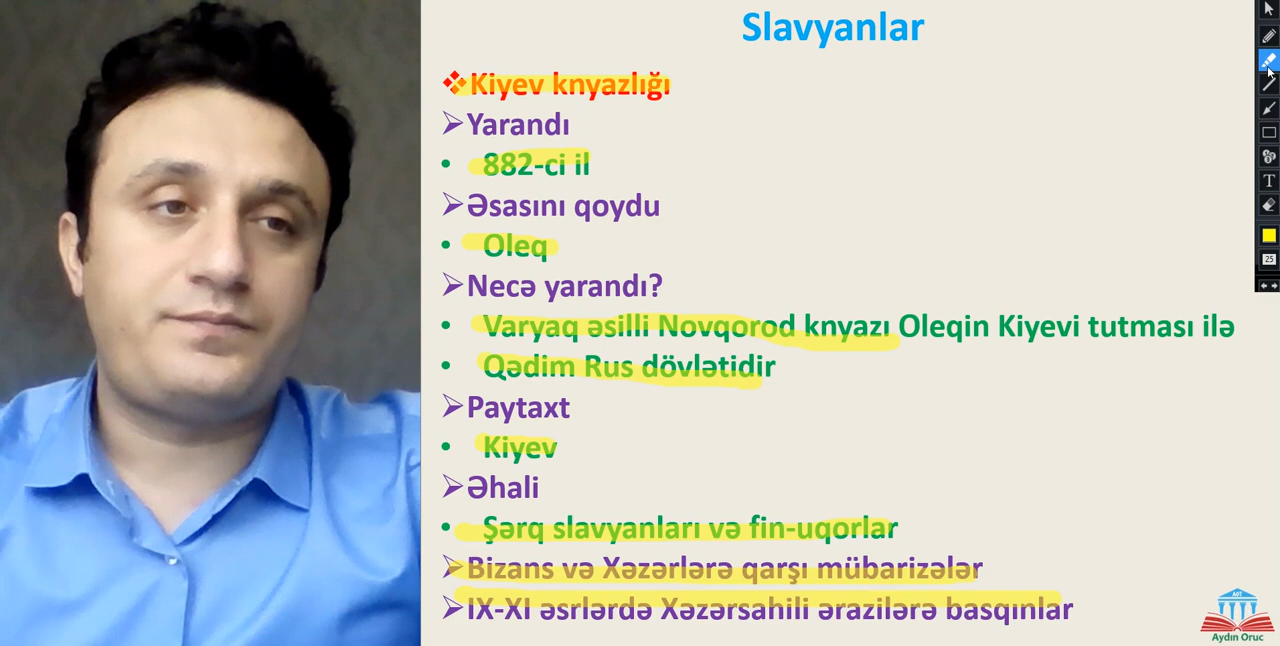 Slavyanlar
Kiyev knyazlığı
Yarandı
882-ci il
Əsasını qoydu
Oleq
Necə yarandı?
Varyaq əsilli Novqorod knyazı Oleqin Kiyevi tutması ilə
Qədim Rus dövlətidir
Paytaxt
Kiyev
Əhali
Şərq slavyanları və fin-uqorlar
Bizans və Xəzərlərə qarşı mübarizələr
IX-XI əsrlərdə Xəzərsahili ərazilərə basqınlar
T
25
AOT
Aydın Oruc